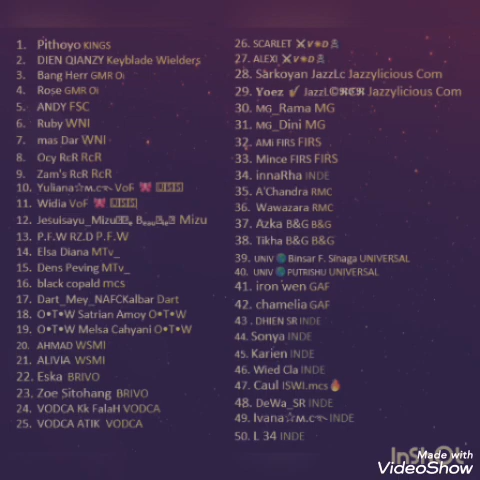 1. Pithoyo KINGS
2. DIEN QIANZY Keyblade Wielders
3. Bang Herr GMR Oi
4. Rose GMR Oi
5. ANDY FSC
6. Ruby WNI
7. mas Dar WNI
8. Ocy RcR RcR
9. Zam's RcR RcR
10. Yuliana☆м.c VoF
11. Widia VoF
12. Jesuisayu_Mizu Mizu
13. P.F.W RZ.D P.F.W
14. Elsa Diana MTv_
15. Dens Peving MTv_
16. black copald mcs
17. Dart_Mey_NAFCKalbar Dart
18. O•T•W Satrian Amoy O•T•W
19. O•T•W Melsa Cahyani O•T•W
20. AHMAD WSMI
21. ALIVIA WSMI
22. Eska BRIVO
23. Zoe Sitohang BRIVO
24. VODCA Kk FalaH VODCA
25. VODCA ATIK VODCA
26. SCARLET ⚔𝙑☀𝘿☠
27. ALEXI ⚔𝙑☀𝘿☠
28. Sàrkoyan JazzLc Jazzylicious Com
29. 𝐘𝐨𝐞𝐳 JazzL©𝕽𝕮𝕽 Jazzylicious Com
30. MG_Rama MG
31. MG_Dini MG
32. AMi FIRS FIRS
33. Mince FIRS FIRS
34. innaRha INDE
35. A'Chandra RMC
36. Wawazara RMC
37. Azka B&G B&G
38. Tikha B&G B&G
39. UNIV 🌏 Binsar F. Sinaga UNIVERSAL
40. UNIV 🌏 PUTRISHU UNIVERSAL
41. iron wen GAF
42. chamelia GAF
43 . DHIEN SR INDE
44. Sonya INDE
45. Karien INDE
46. Wied Cla INDE
47. Caul ISWI.mcs🔥
48. DeWa_SR INDE
49. Ivana☆м.c INDE
50. L 34 INDE
InShOt
Made with
VideoShow